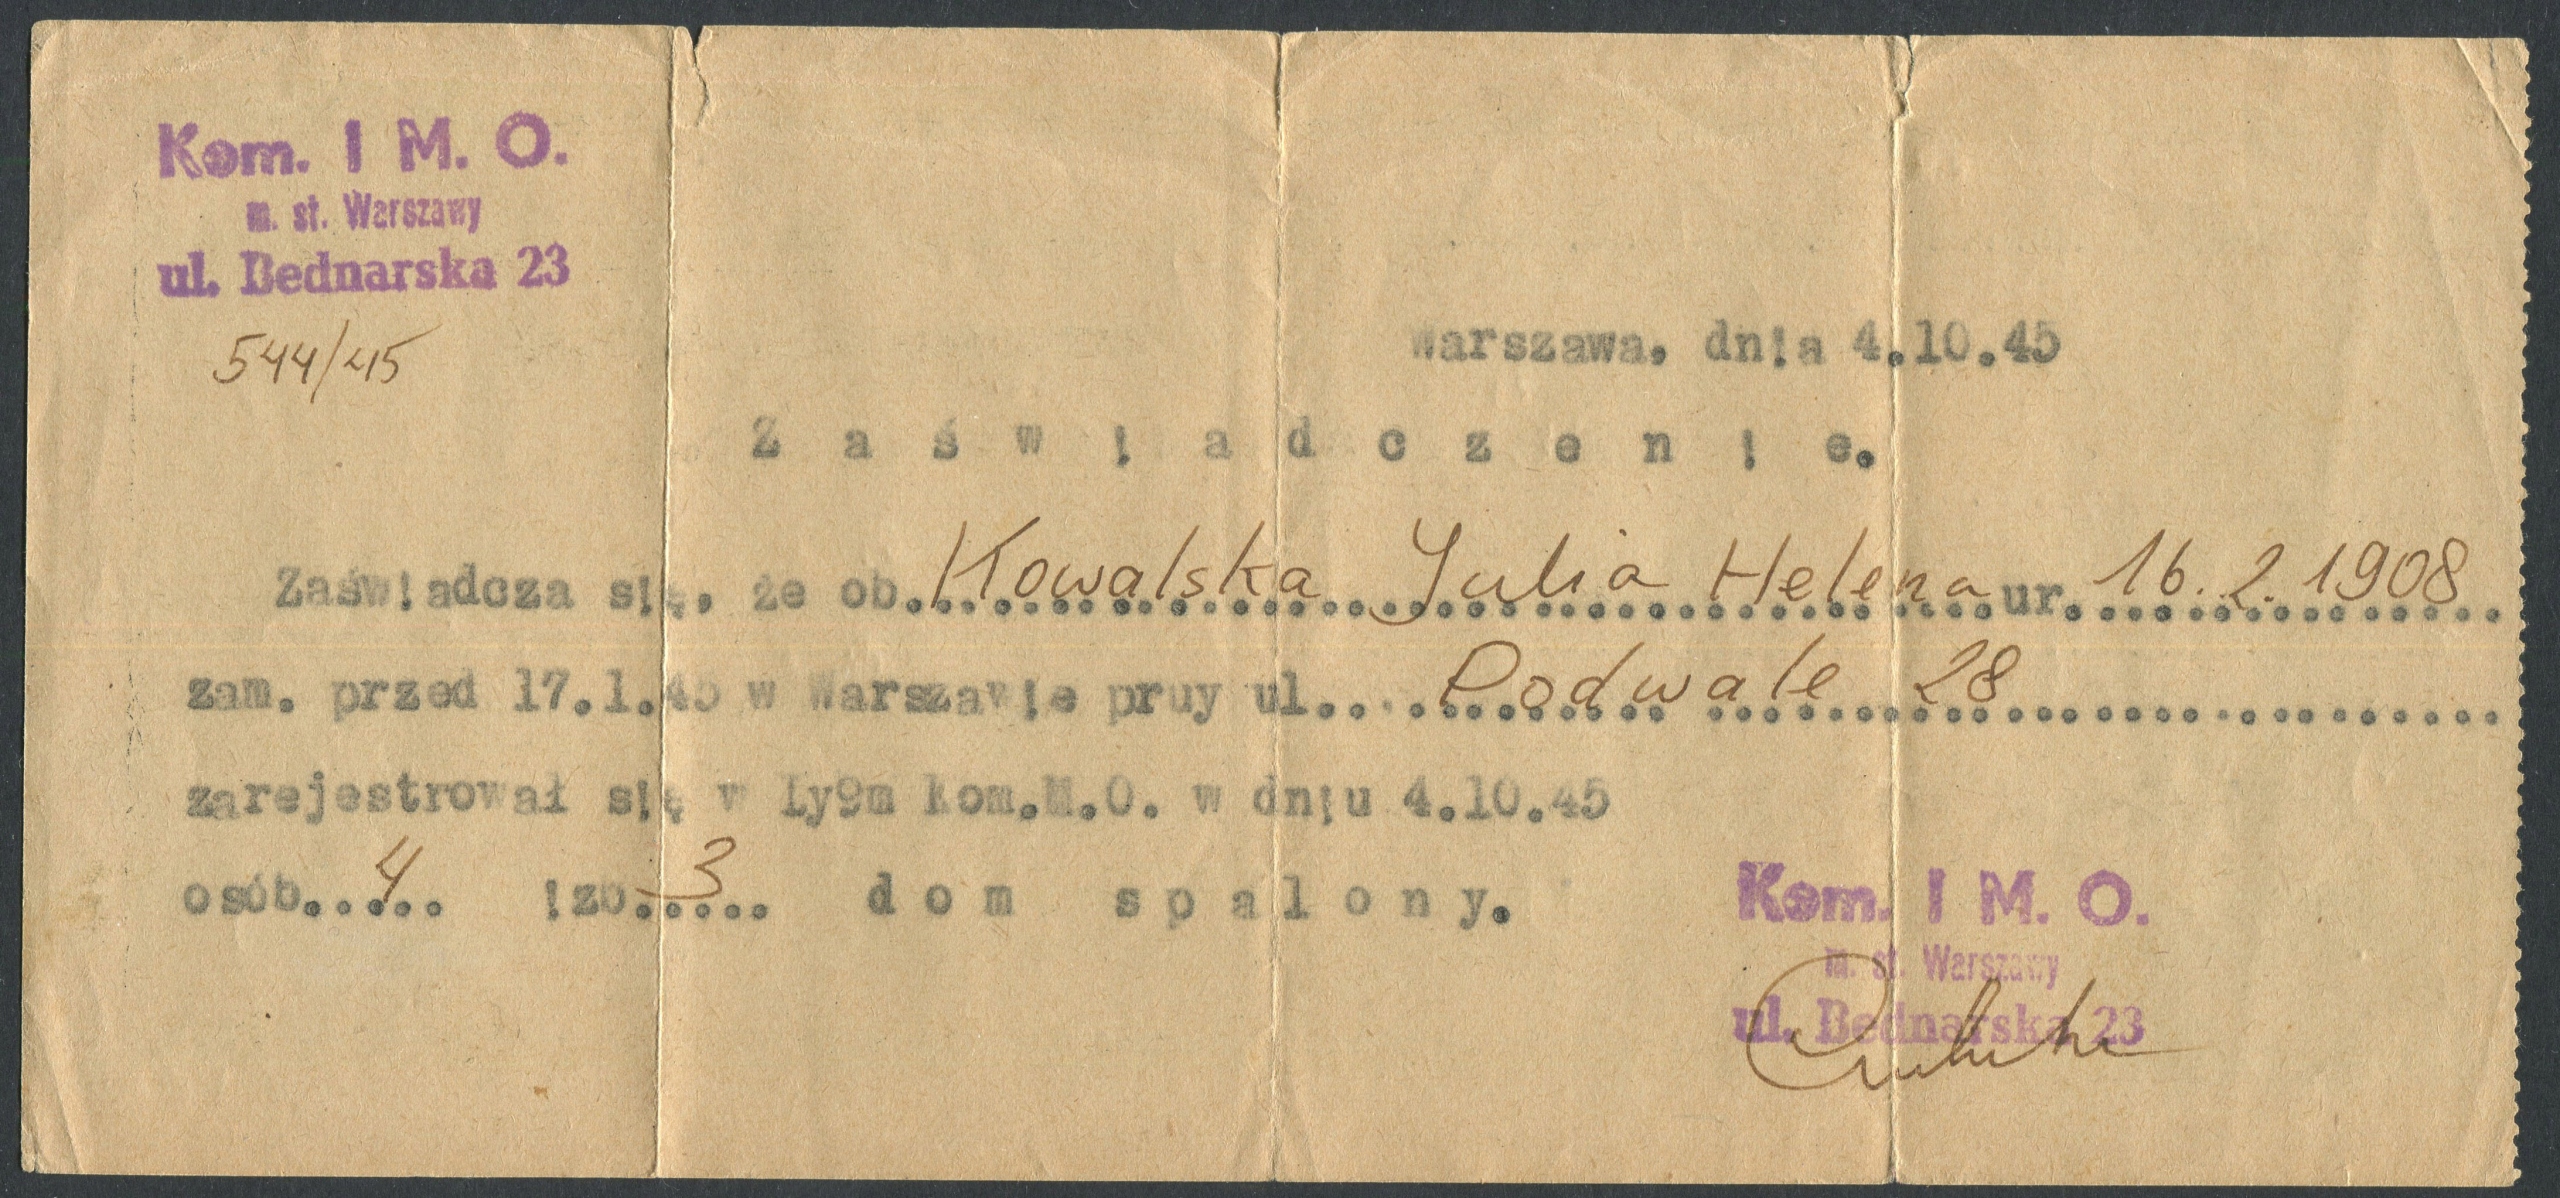 Kom. I M. O.
m. st. Warszawy
ul. Bednarska 23
544/45
Warszawa, dnia 4.10.45
Zaświadczenie.
Zaświadcza się, że ob. Kowalska Julia Helena ur. 16.2.1908
zam. przed 17.1.45 w Warszawie pruy ul. Podwale 28
zarejestrował się w 1y9m kom.M.O. w dniu 4.10.45
osób 4 izb 3 dom spalony.
Kom. I M. O.
m. st. Warszawy
ul. Bednarska 23